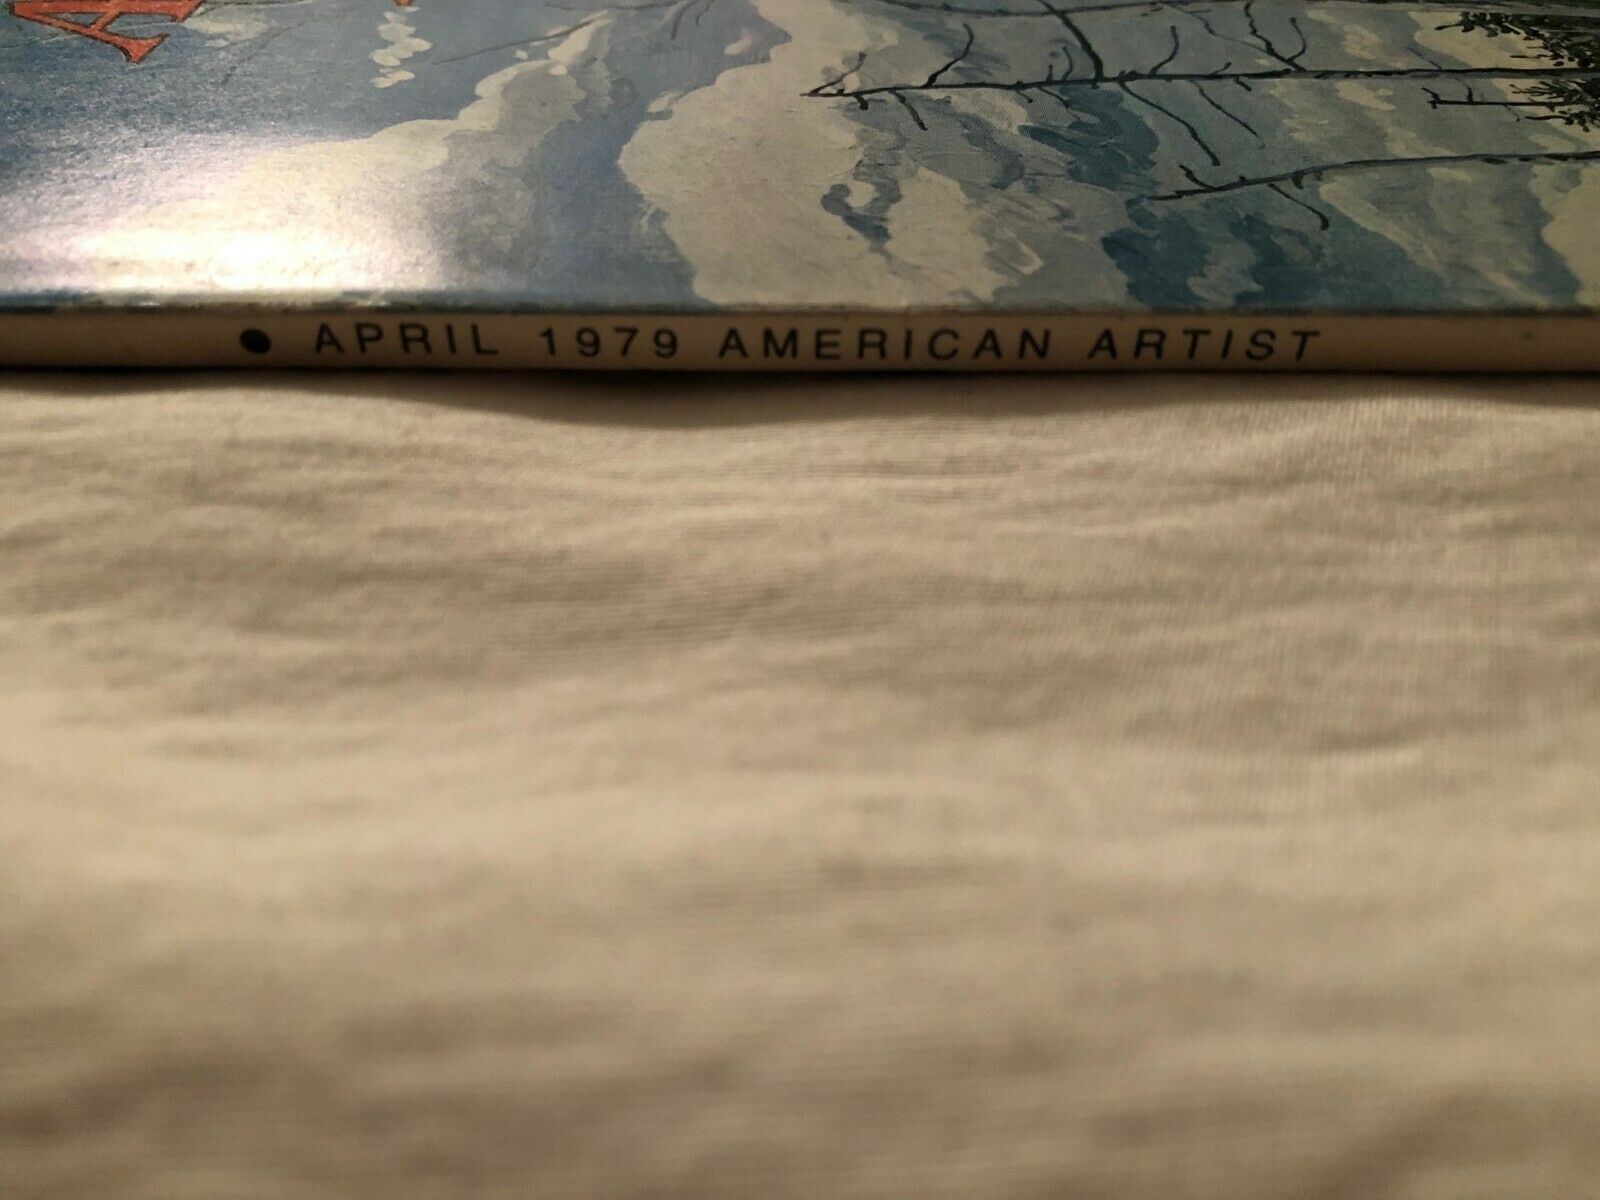 A
● APRIL 1979 AMERICAN ARTIST